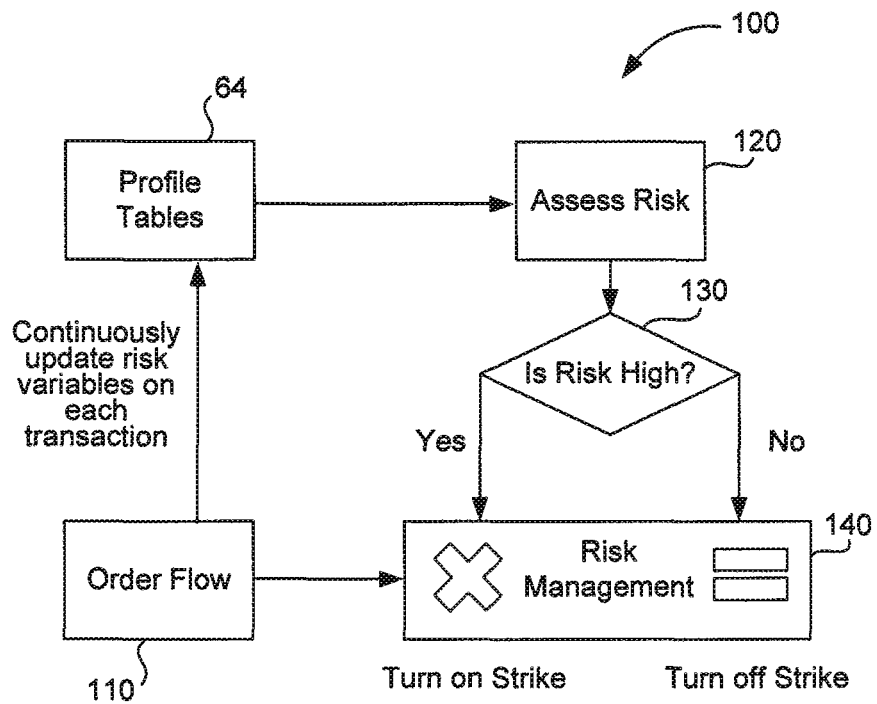 100
64
Profile
Tables
120
Assess Risk
Continuously
update risk
variables on
each
transaction
130
Is Risk High?
Yes
No
Order Flow
110
Risk
Management
140
Turn on Strike
Turn off Strike